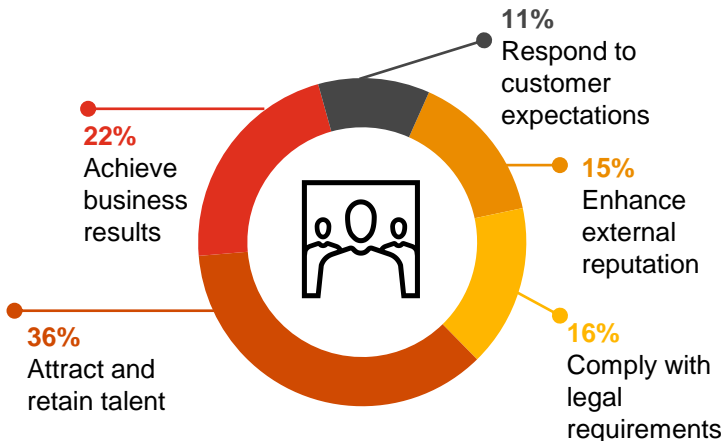 11%
Respond to
customer
expectations
22%
Achieve
business
results
15%
Enhance
external
reputation
36%
Attract and
retain talent
16%
Comply with
legal
requirements